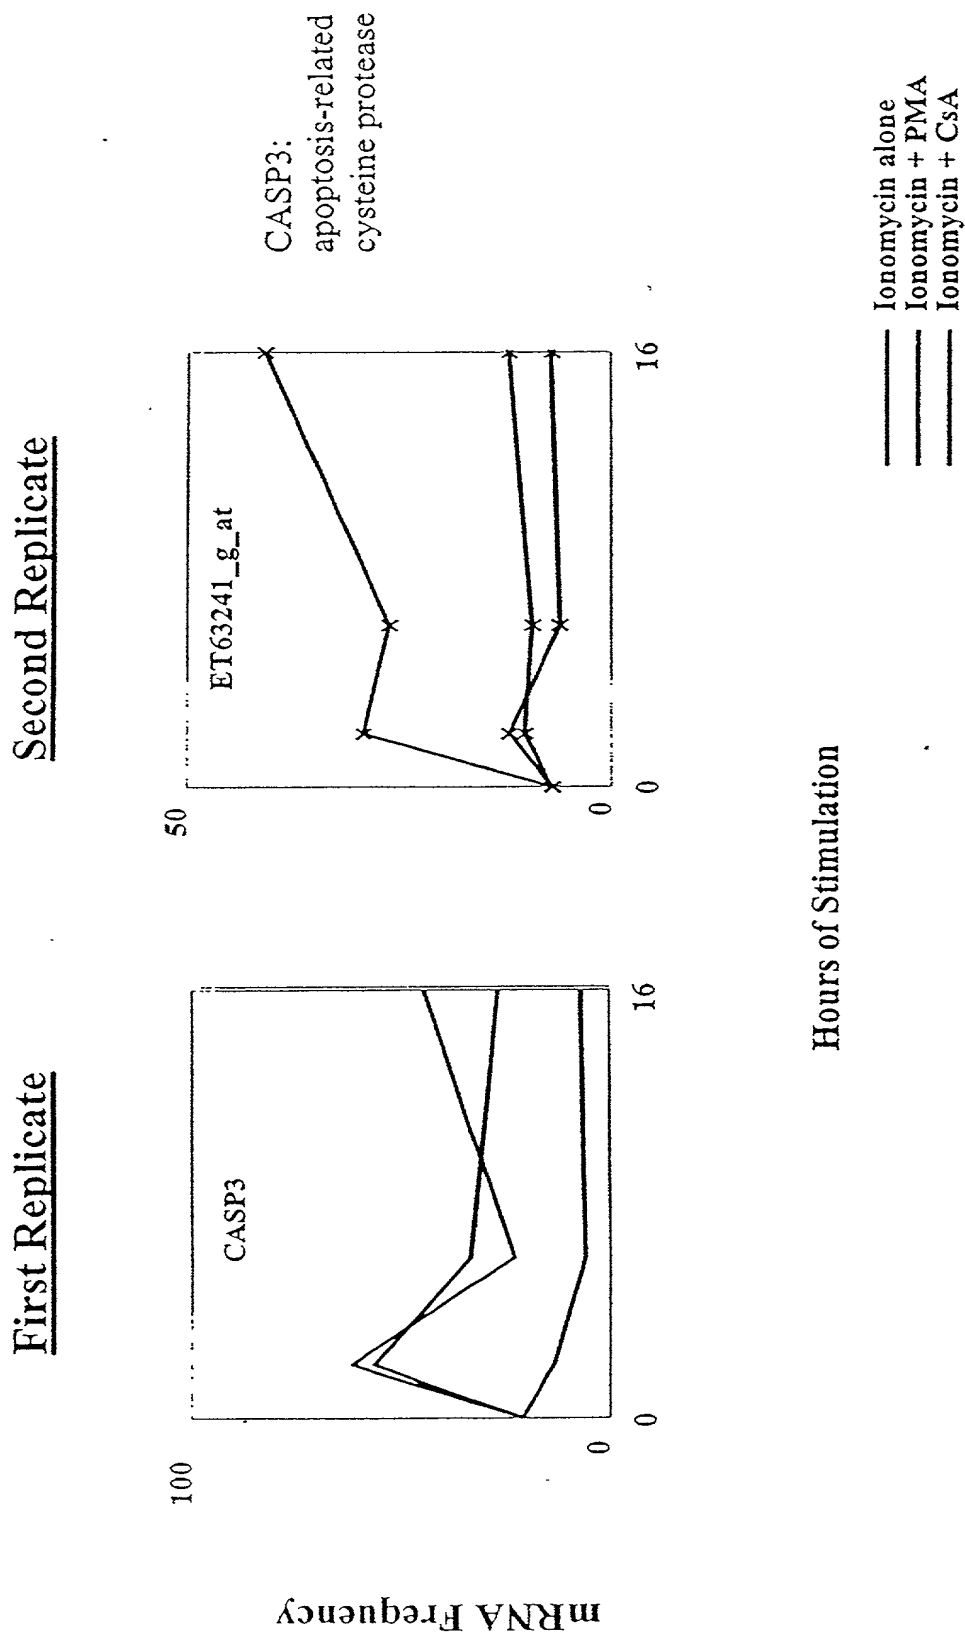 First Replicate
Second Replicate
100
CASP3
0
0
16
50
ET63241_g_at
0
0
16
CASP3:
apoptosis-related
cysteine protease
mRNA Frequency
Hours of Stimulation
Ionomycin alone
Ionomycin + PMA
Ionomycin + CsA